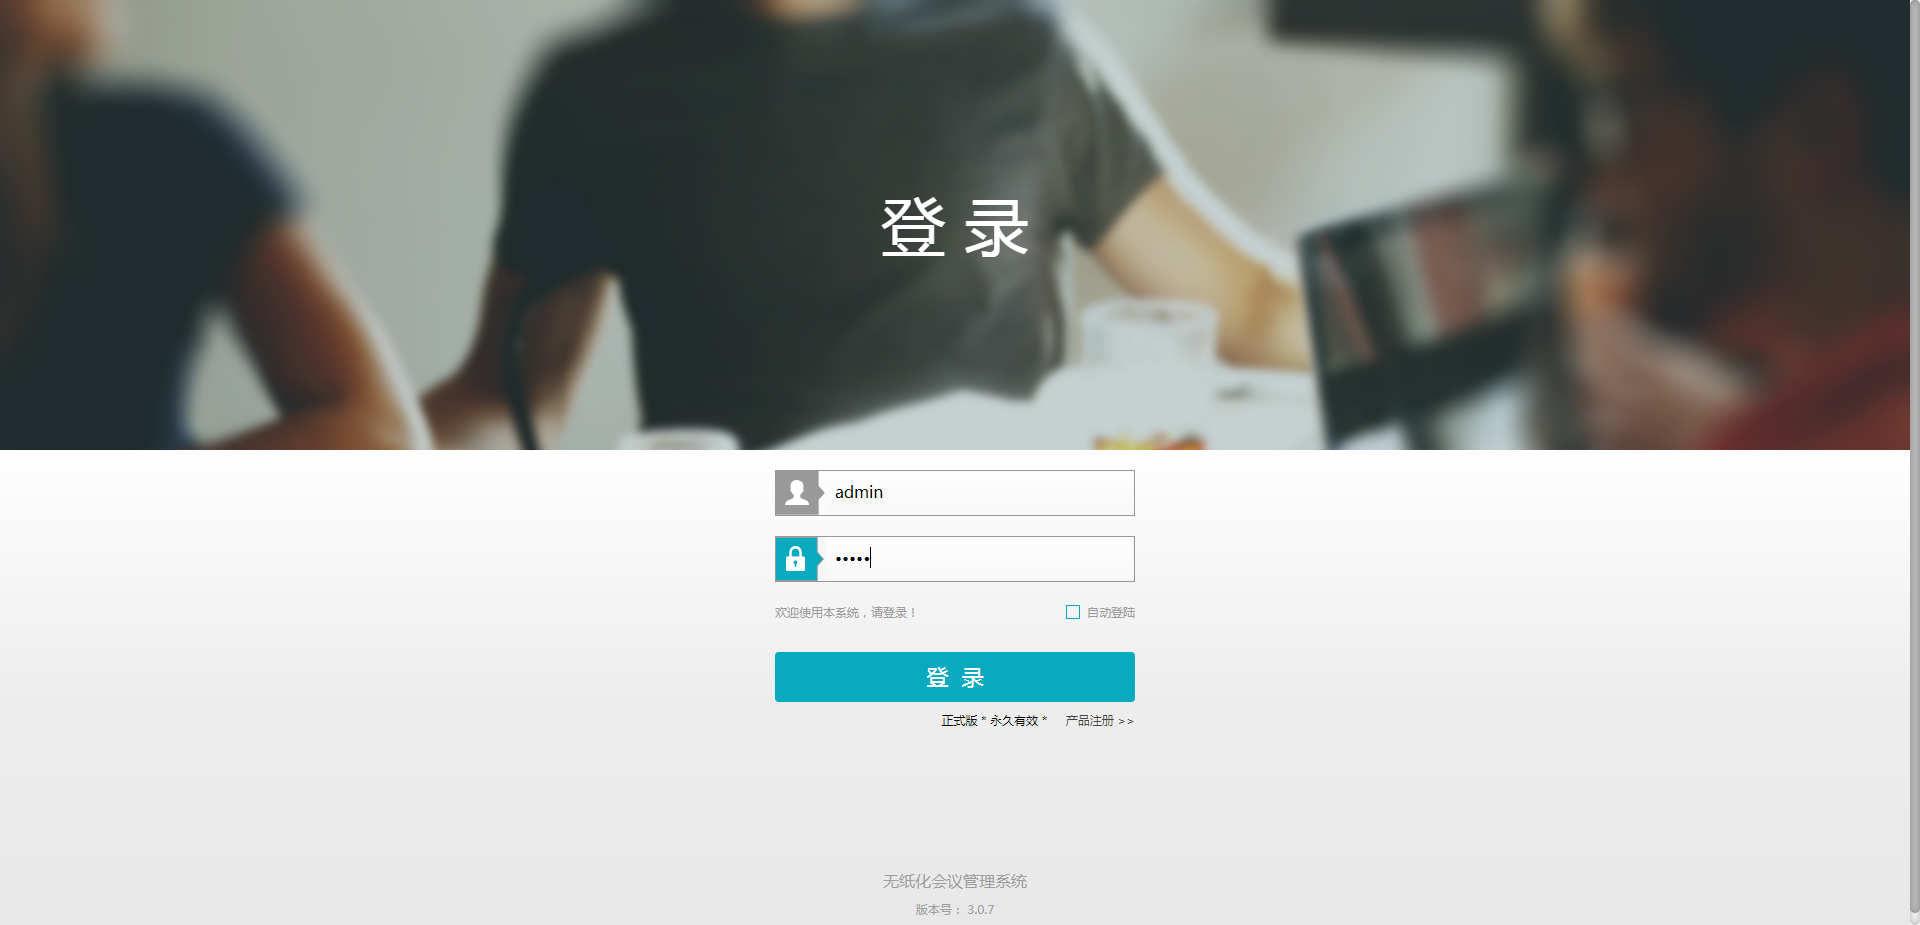 登 录
admin
•••••
欢迎使用本系统，请登录！ 自动登陆
登 录
正式版 * 永久有效 * 产品注册 >>
无纸化会议管理系统
版本号： 3.0.7